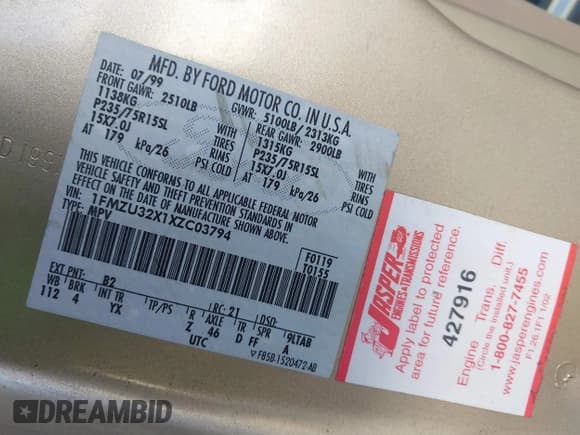 MFD. BY FORD MOTOR CO. IN U.S.A.
DATE: 07/99 GVWR: 5100LB / 2313KG
FRONT GAWR: 2510LB REAR GAWR: 2900LB
1138KG WITH 1315KG WITH
P235/75R15SL TIRES P235/75R15SL TIRES
15X7.0J RIMS 15X7.0J RIMS
AT 179 kPa/26 PSI COLD AT 179 kPa/26 PSI COLD
THIS VEHICLE CONFORMS TO ALL APPLICABLE FEDERAL MOTOR
VEHICLE SAFETY AND THEFT PREVENTION STANDARDS IN
EFFECT ON THE DATE OF MANUFACTURE SHOWN ABOVE.
VIN: 1FMZU32X1XZC03794
TYPE: MPV
F0119
T0155
EXT PNT: B2 RC: 21 DSO:
WB BRK INT TR TP/PS R AXLE TR SPR 9LTAB
112 4 YX Z 46 D FF A
UTC
F85B-1520472-AB
JASPER
ENGINES & TRANSMISSIONS
Apply label to protected
area for future reference.
427916
Engine Trans. Diff.
(Circle the installed unit.)
1-800-827-7455
www.jasperengines.com
F1.26.1F1 1/02
DREAMBID